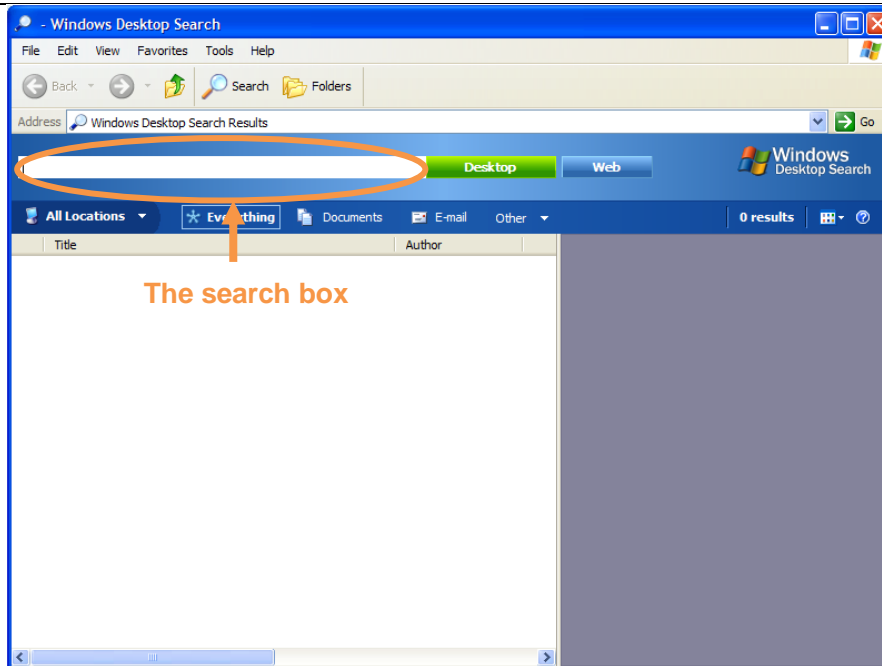 - Windows Desktop Search
File Edit View Favorites Tools Help
Back Search Folders
Address Windows Desktop Search Results Go
Desktop Web Windows
Desktop Search
All Locations Everything Documents E-mail Other 0 results
Title Author
The search box